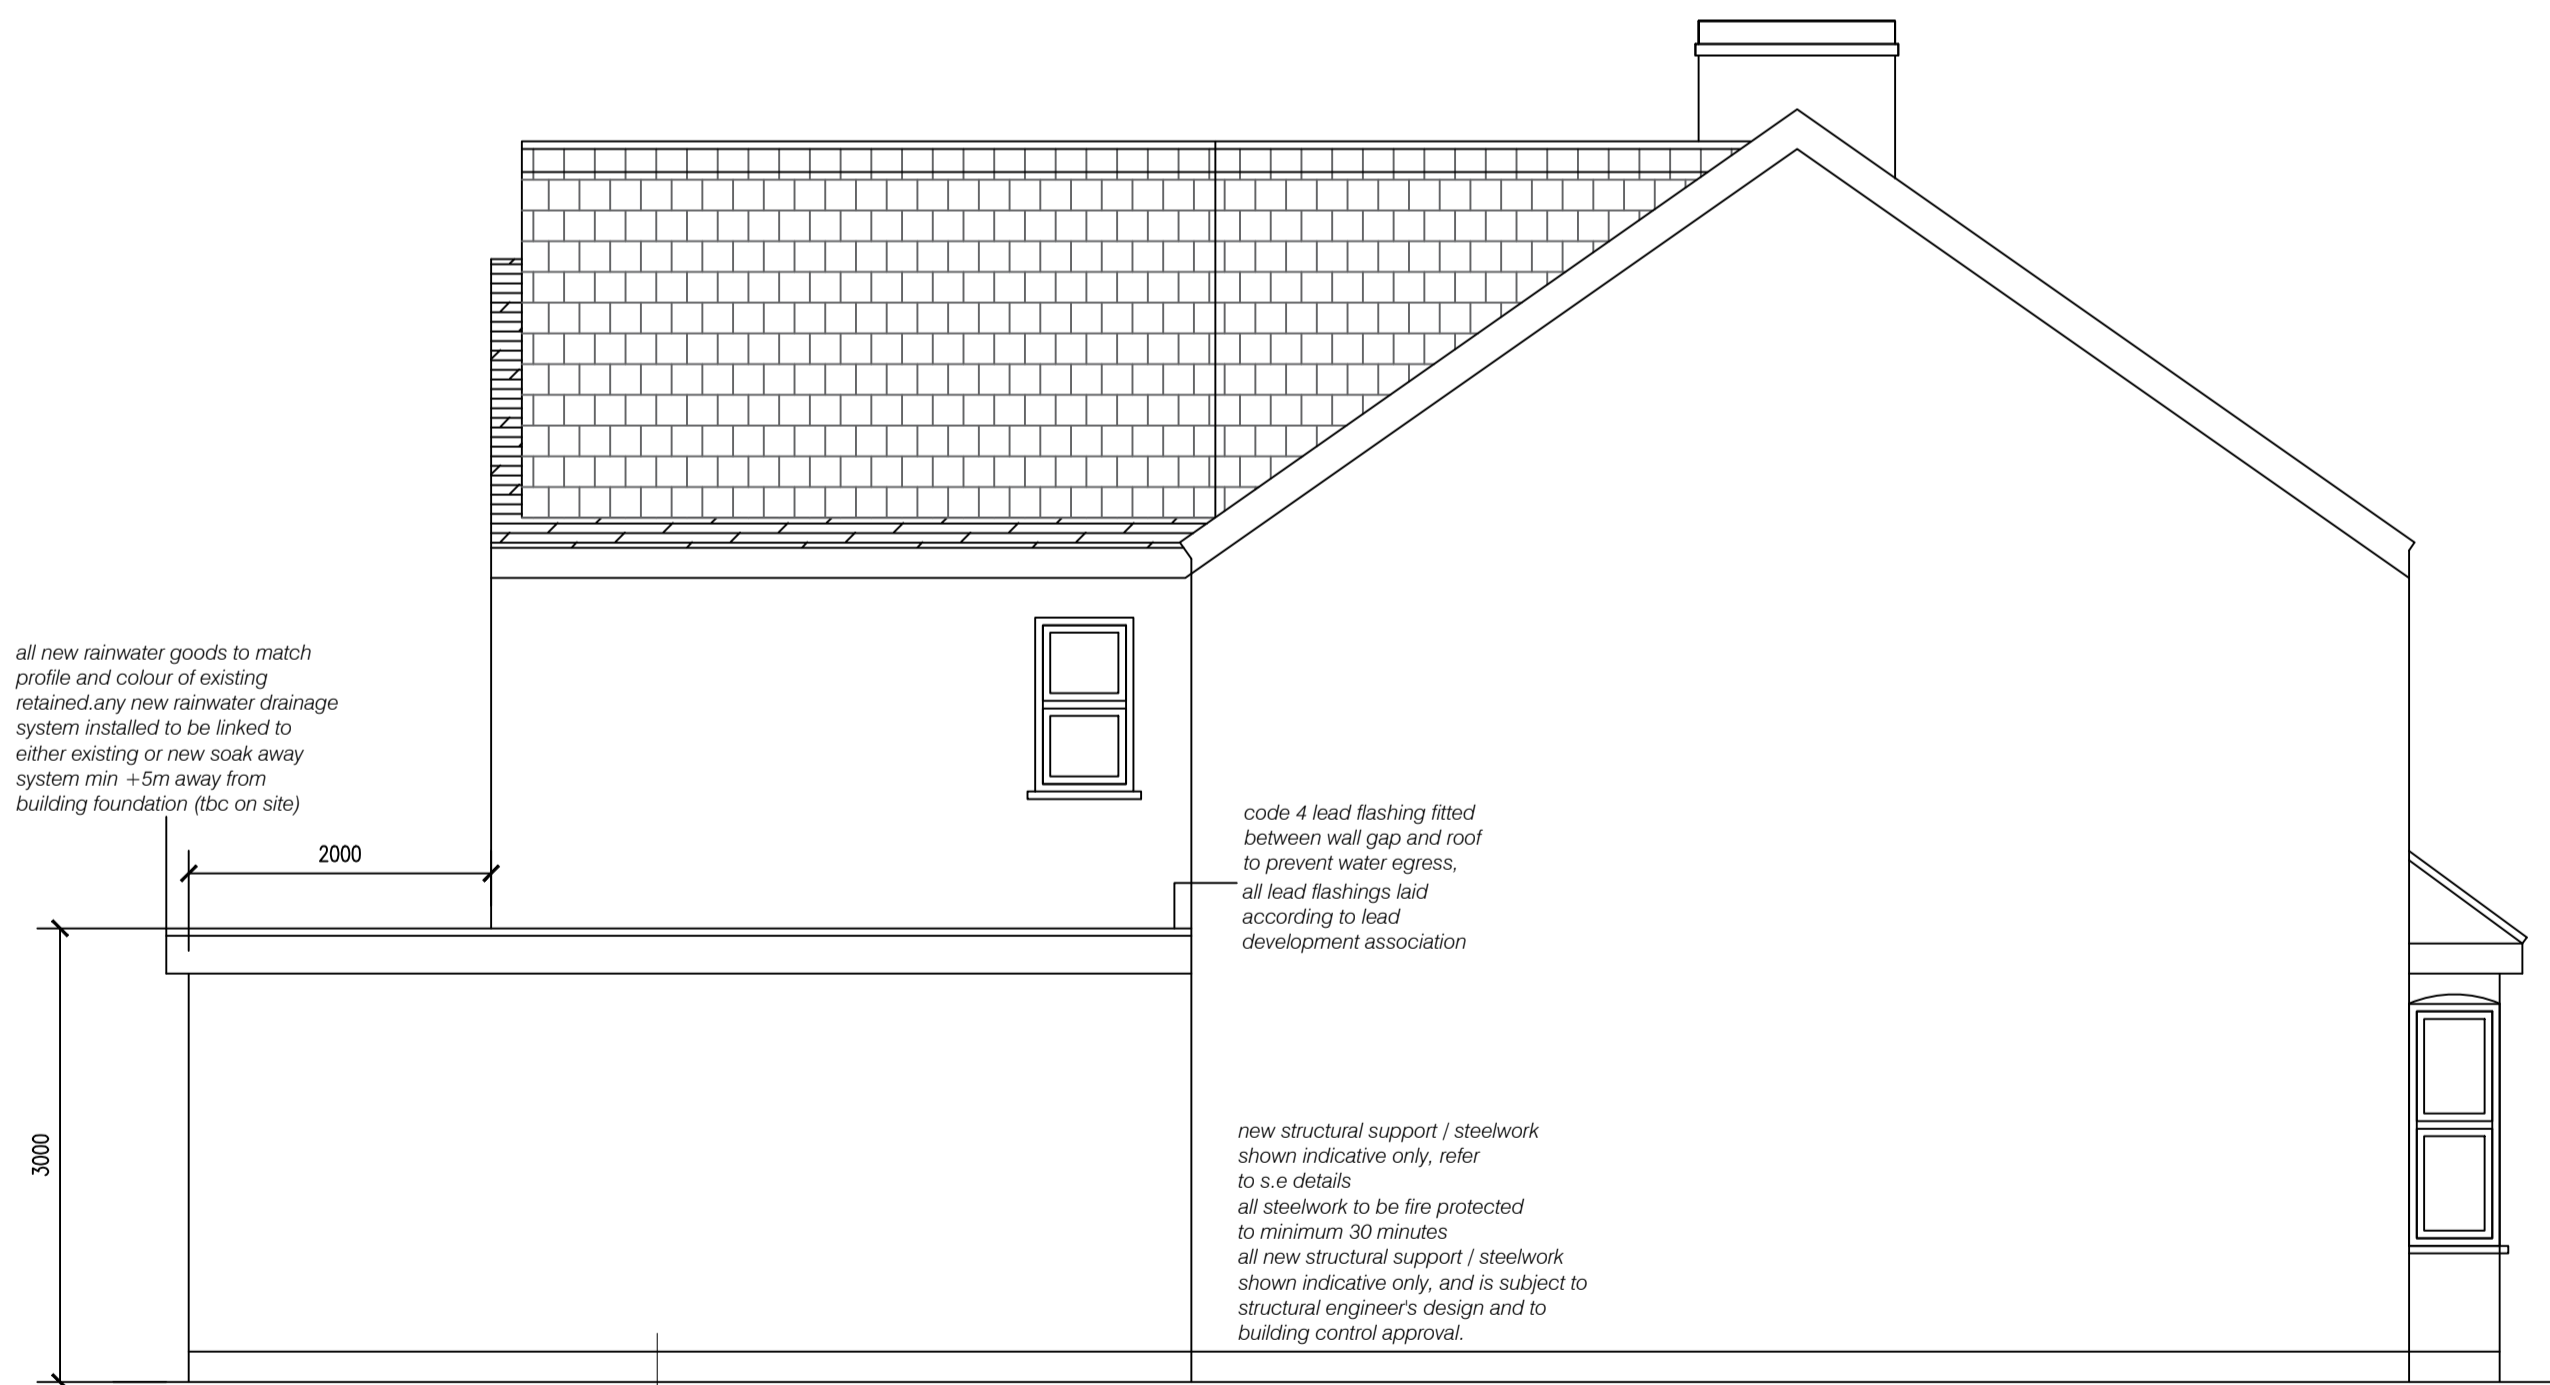 all new rainwater goods to match
profile and colour of existing
retained.any new rainwater drainage
system installed to be linked to
either existing or new soak away
system min +5m away from
building foundation (tbc on site)
2000
3000
code 4 lead flashing fitted
between wall gap and roof
to prevent water egress,
all lead flashings laid
according to lead
development association
new structural support / steelwork
shown indicative only, refer
to s.e details
all steelwork to be fire protected
to minimum 30 minutes
all new structural support / steelwork
shown indicative only, and is subject to
structural engineer's design and to
building control approval.